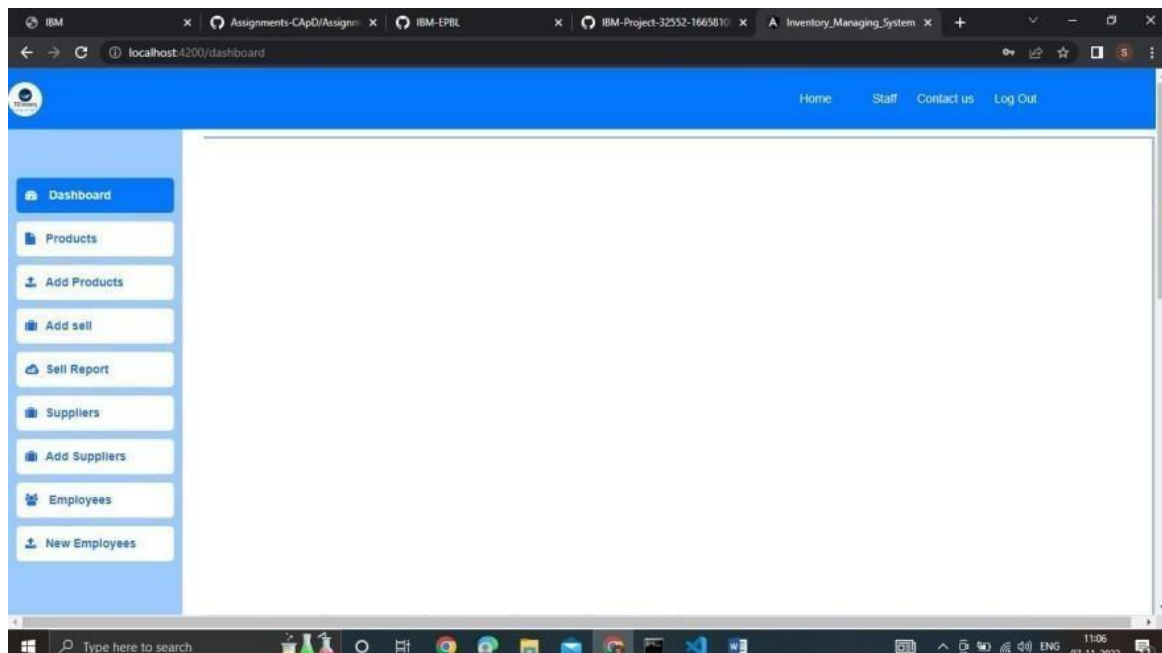 IBM
Assignments-CApD/Assignm
IBM-EPBL
IBM-Project-32552-1665810
Inventory_Managing_System
localhost:4200/dashboard
S
Home Staff Contact us Log Out
Dashboard
Products
Add Products
Add sell
Sell Report
Suppliers
Add Suppliers
Employees
New Employees
Type here to search
ENG
11:06